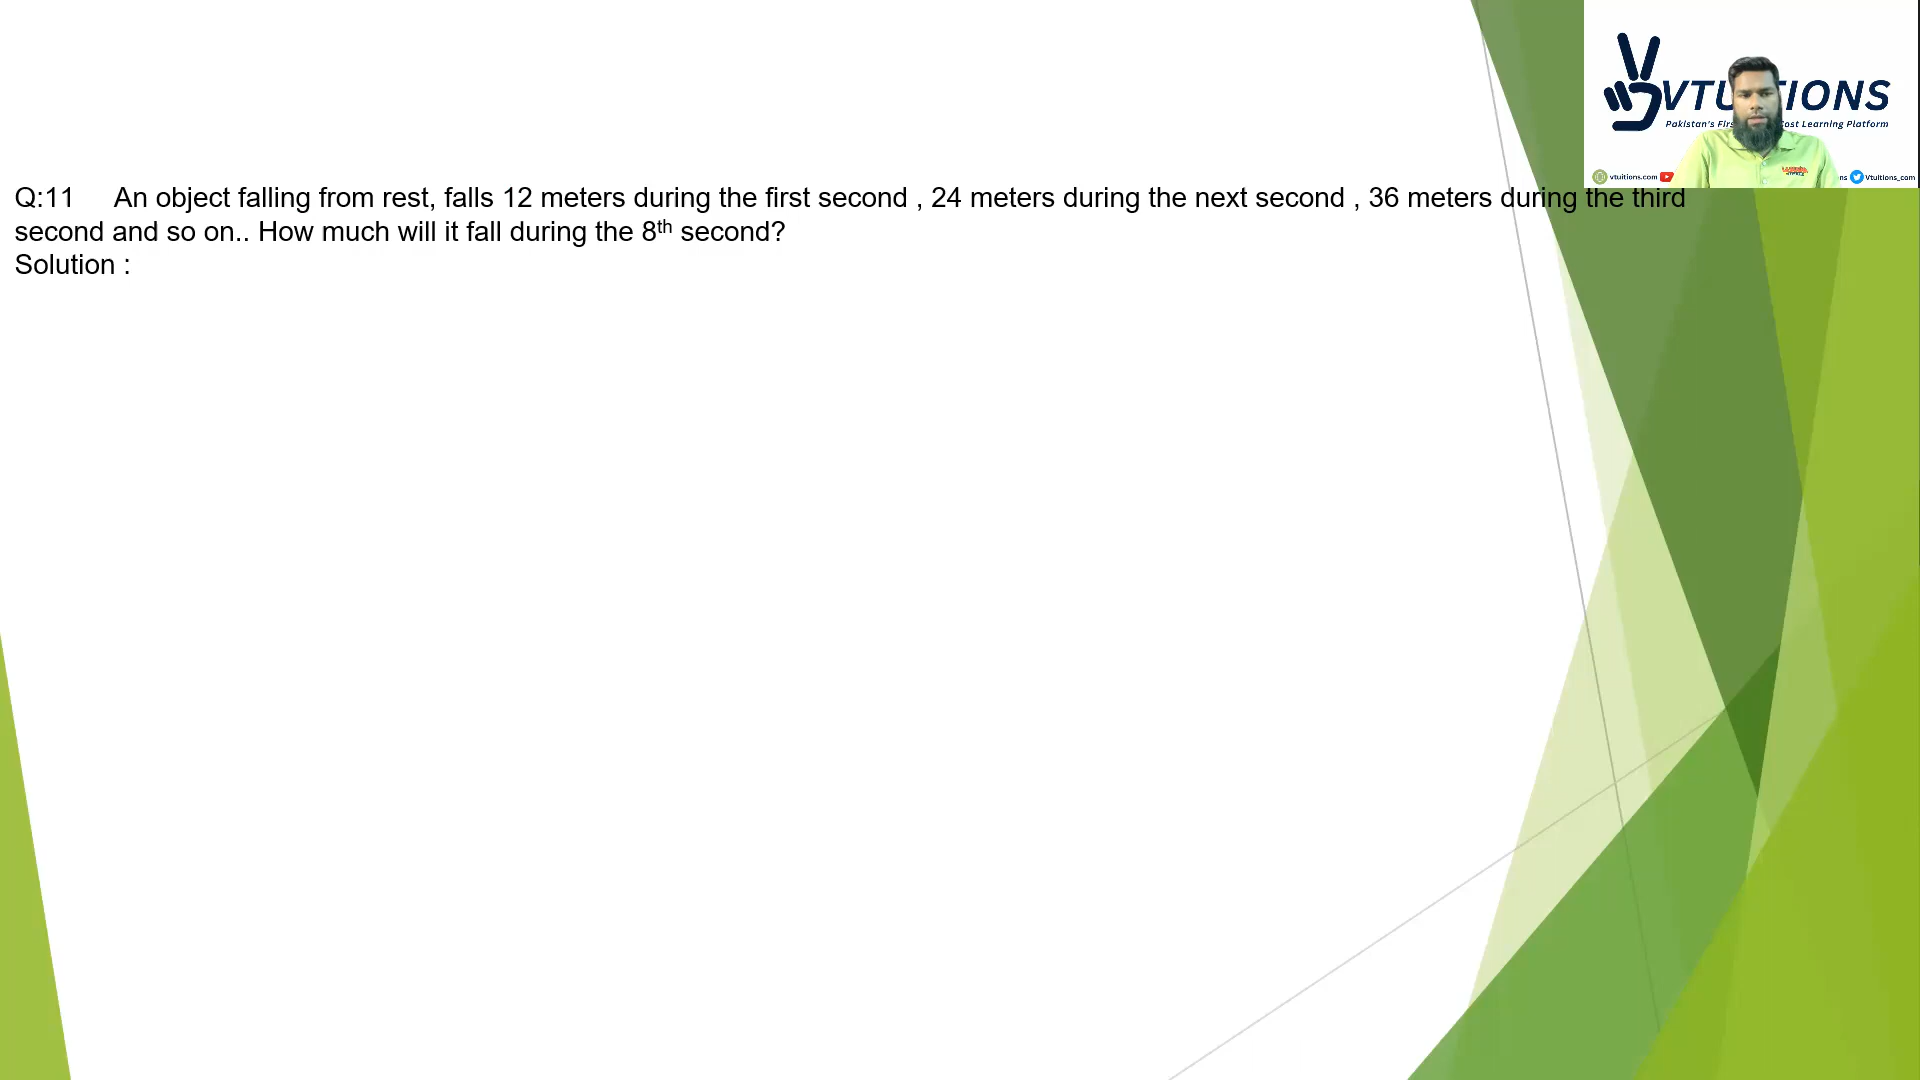 VTU TIONS
Pakistan's Firs ost Learning Platform
vtuitions.com ns Vtuitions_com
Q:11 An object falling from rest, falls 12 meters during the first second , 24 meters during the next second , 36 meters during the third
second and so on.. How much will it fall during the 8th second?
Solution :